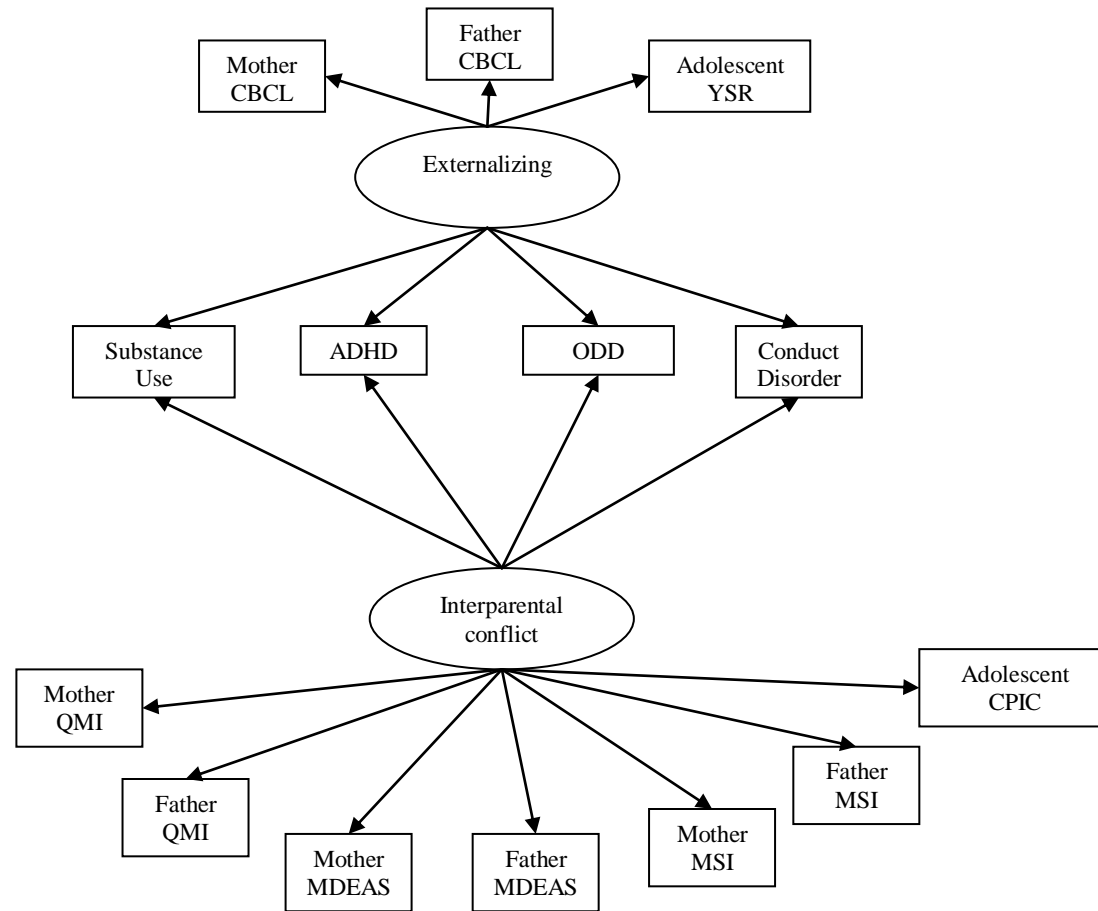 Father
CBCL
Mother
CBCL
Adolescent
YSR
Externalizing
Substance
Use
ADHD
ODD
Conduct
Disorder
Interparental
conflict
Mother
QMI
Adolescent
CPIC
Father
QMI
Father
MSI
Mother
MDEAS
Father
MDEAS
Mother
MSI